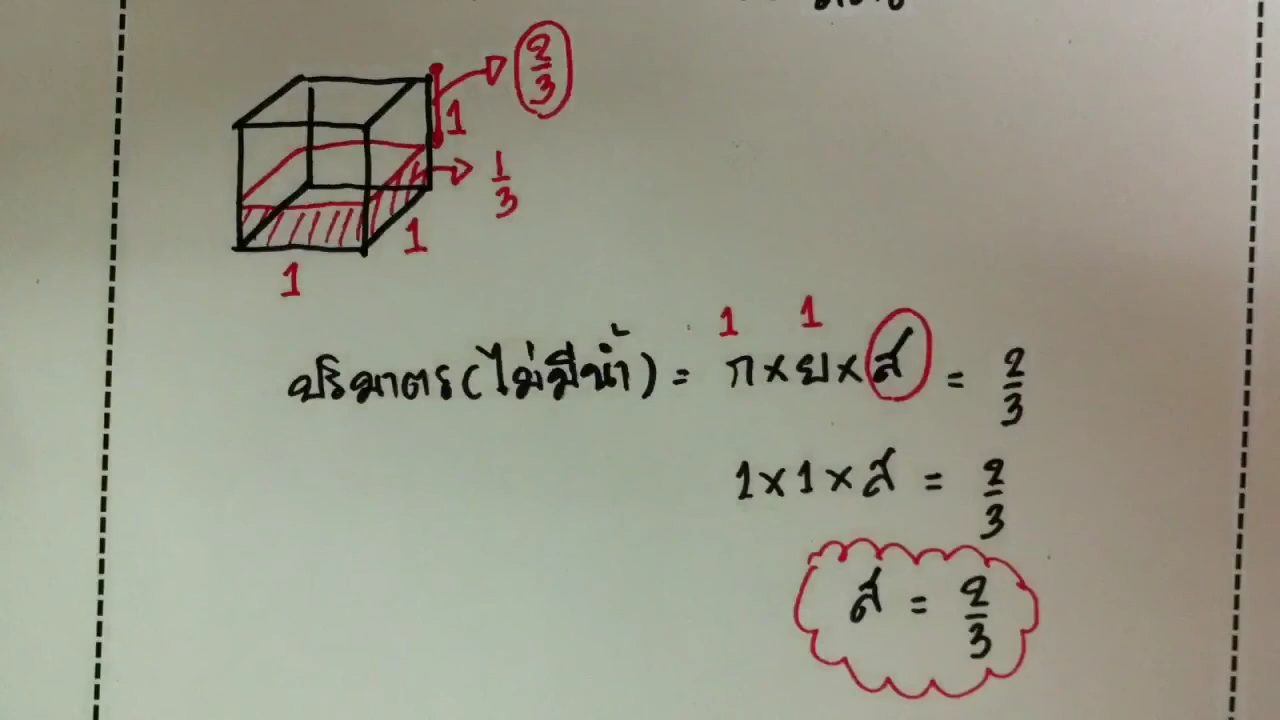 2/3
1
1/3
1
1
1 1
ปริมาตร(ไม่มีน้ำ) = ก×ย×ส = 2/3
1×1×ส = 2/3
ส = 2/3